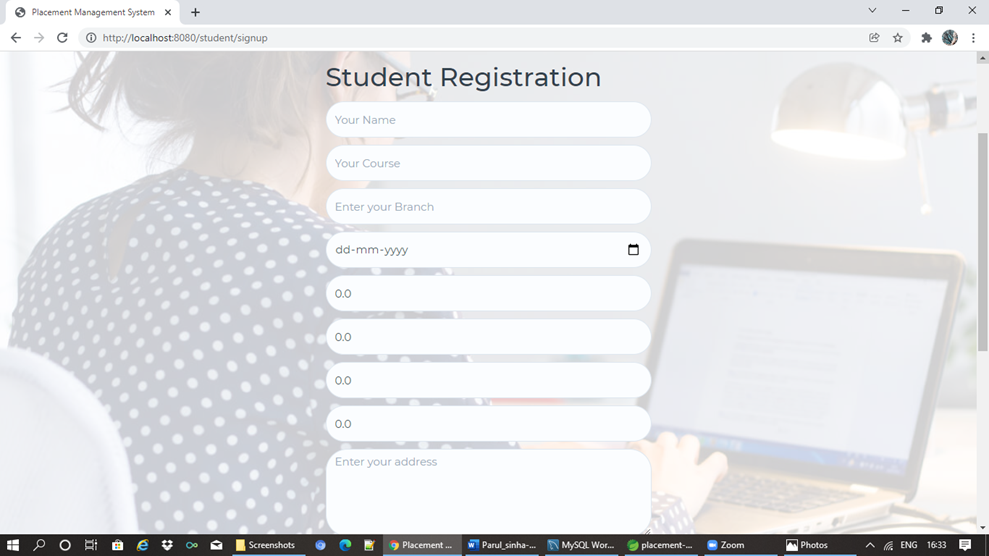 Placement Management System
http://localhost:8080/student/signup
Student Registration
Your Name
Your Course
Enter your Branch
dd-mm-yyyy
0.0
0.0
0.0
0.0
Enter your address
Screenshots
Placement ...
Parul_sinha-...
MySQL Wor...
placement-...
Zoom
Photos
ENG
16:33